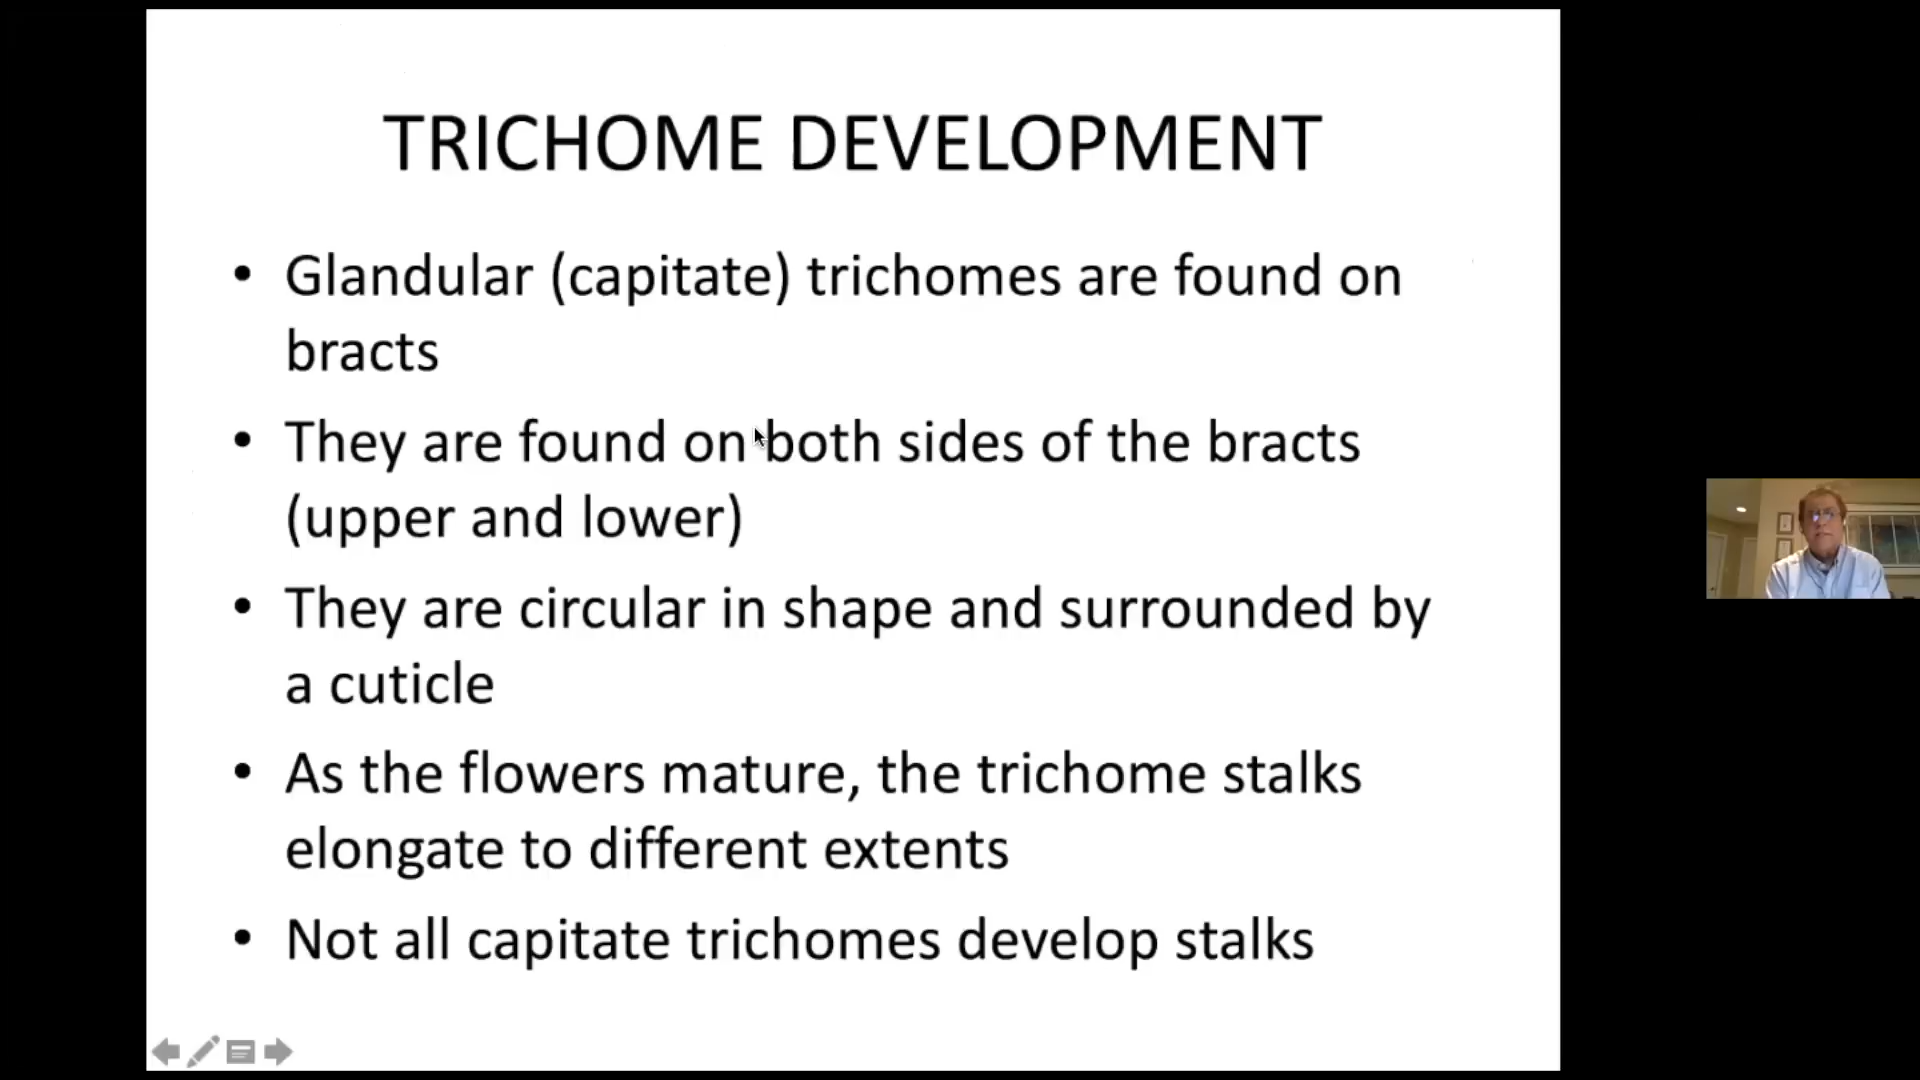 TRICHOME DEVELOPMENT
• Glandular (capitate) trichomes are found on
bracts
• They are found on both sides of the bracts
(upper and lower)
• They are circular in shape and surrounded by
a cuticle
• As the flowers mature, the trichome stalks
elongate to different extents
• Not all capitate trichomes develop stalks